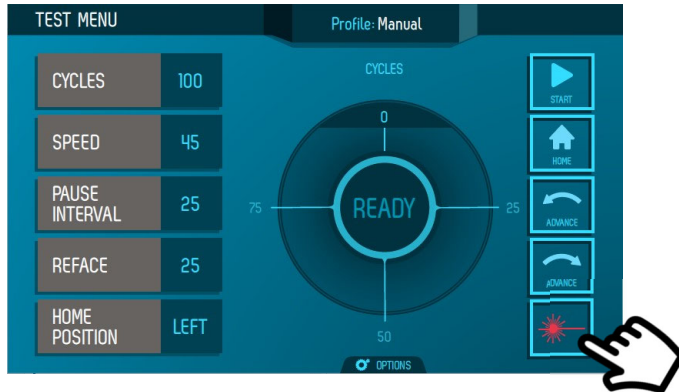 TEST MENU
Profile: Manual
CYCLES 100
SPEED 45
PAUSE INTERVAL 25
REFACE 25
HOME POSITION LEFT
CYCLES
0
75
READY
25
50
OPTIONS
START
HOME
ADVANCE
ADVANCE